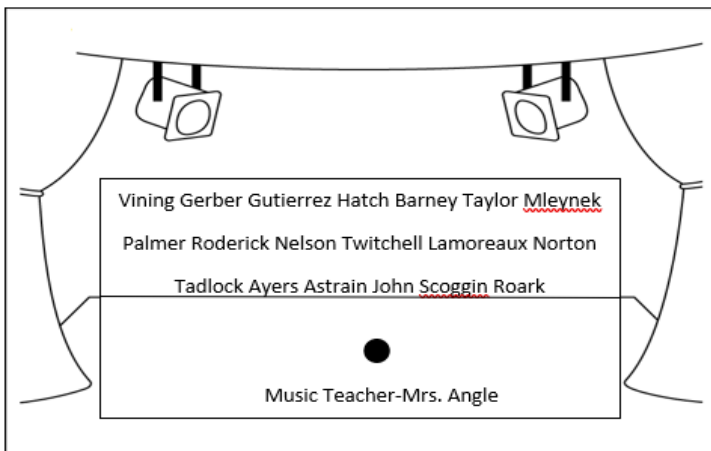 Vining Gerber Gutierrez Hatch Barney Taylor Mleynek
Palmer Roderick Nelson Twitchell Lamoreaux Norton
Tadlock Ayers Astrain John Scoggin Roark
Music Teacher-Mrs. Angle